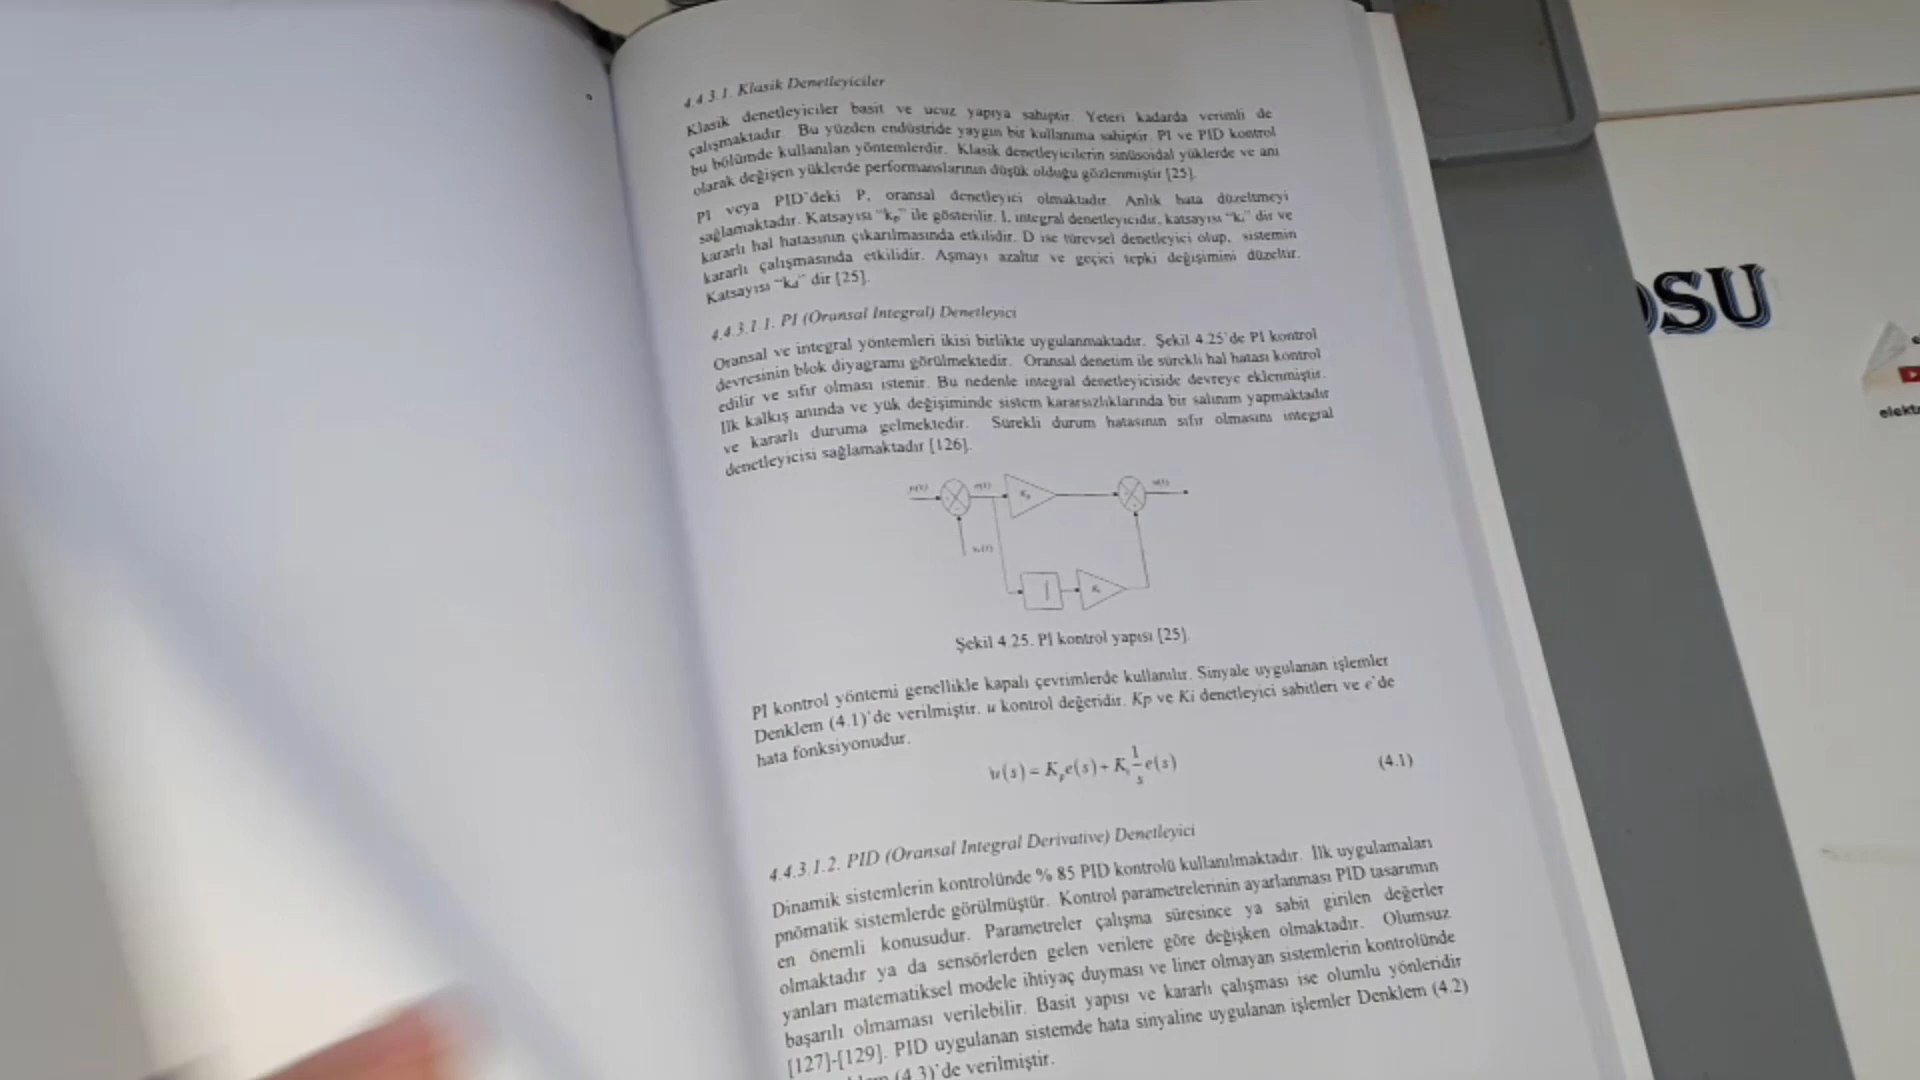 4.4.3.1. Klasik Denetleyiciler
Klasik denetleyiciler basit ve ucuz yapıya sahiptir. Yeteri kadarda verimli de
çalışmaktadır. Bu yüzden endüstride yaygın bir kullanıma sahiptir. PI ve PID kontrol
bu bölümde kullanılan yöntemlerdir. Klasik denetleyicilerin sinüsoidal yüklerde ve ani
olarak değişen yüklerde performanslarının düşük olduğu gözlenmiştir [25].
PI veya PID'deki P, oransal denetleyici olmaktadır. Anlık hata düzeltmeyi
sağlamaktadır. Katsayısı "kp" ile gösterilir. I, integral denetleyicidir, katsayısı "ki" dir ve
kararlı hal hatasının çıkarılmasında etkilidir. D ise türevsel denetleyici olup, sistemin
kararlı çalışmasında etkilidir. Aşmayı azaltır ve geçici tepki değişimini düzeltir.
Katsayısı "kd" dir [25].
4.4.3.1.1. PI (Oransal Integral) Denetleyici
Oransal ve integral yöntemleri ikisi birlikte uygulanmaktadır. Şekil 4.25'de PI kontrol
devresinin blok diyagramı görülmektedir. Oransal denetim ile sürekli hal hatası kontrol
edilir ve sıfır olması istenir. Bu nedenle integral denetleyiciside devreye eklenmiştir.
İlk kalkış anında ve yük değişiminde sistem kararsızlıklarında bir salınım yapmaktadır
ve kararlı duruma gelmektedir. Sürekli durum hatasının sıfır olmasını integral
denetleyicisi sağlamaktadır [126].
e(t) Kp u(t)
∫ Ki
Şekil 4.25. PI kontrol yapısı [25].
PI kontrol yöntemi genellikle kapalı çevrimlerde kullanılır. Sinyale uygulanan işlemler
Denklem (4.1)'de verilmiştir. u kontrol değeridir. Kp ve Ki denetleyici sabitleri ve e'de
hata fonksiyonudur.
u(s) = Kp e(s) + Ki 1/s e(s) (4.1)
4.4.3.1.2. PID (Oransal Integral Derivative) Denetleyici
Dinamik sistemlerin kontrolünde % 85 PID kontrolü kullanılmaktadır. İlk uygulamaları
pnömatik sistemlerde görülmüştür. Kontrol parametrelerinin ayarlanması PID tasarımın
en önemli konusudur. Parametreler çalışma süresince ya sabit girilen değerler
olmaktadır ya da sensörlerden gelen verilere göre değişken olmaktadır. Olumsuz
yanları matematiksel modele ihtiyaç duyması ve liner olmayan sistemlerin kontrolünde
başarılı olmaması verilebilir. Basit yapısı ve kararlı çalışması ise olumlu yönleridir
[127]-[129]. PID uygulanan sistemde hata sinyaline uygulanan işlemler Denklem (4.2)
(4.3)'de verilmiştir.
OSU
elektr